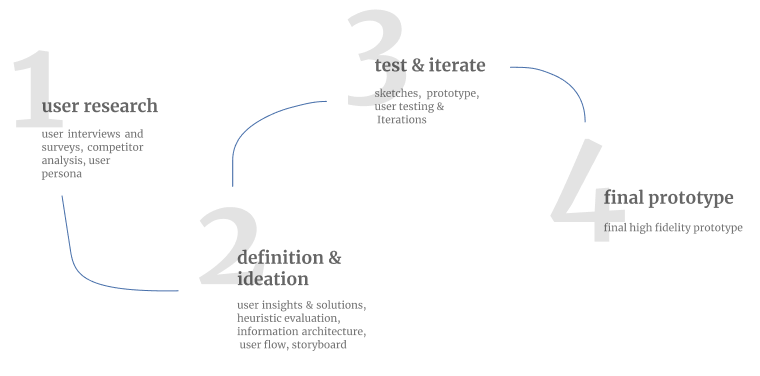 1
user research
user interviews and
surveys, competitor
analysis, user
persona
2
definition &
ideation
user insights & solutions,
heuristic evaluation,
information architecture,
user flow, storyboard
3
test & iterate
sketches, prototype,
user testing &
Iterations
4
final prototype
final high fidelity prototype